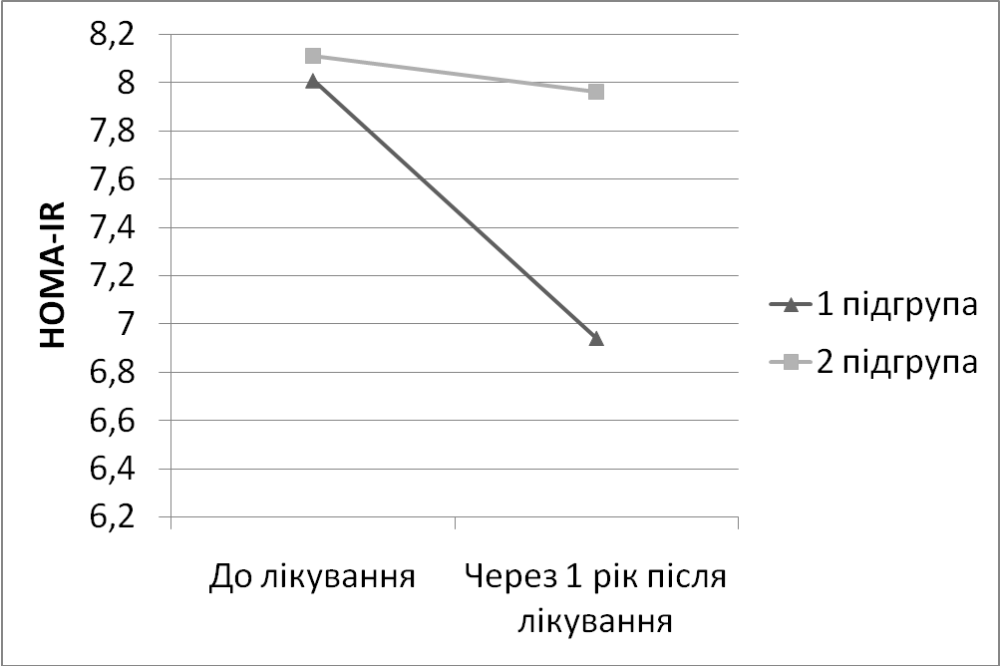 8,2
8
7,8
7,6
7,4
7,2
7
6,8
6,6
6,4
6,2
HOMA-IR
До лікування
Через 1 рік після
лікування
1 підгрупа
2 підгрупа